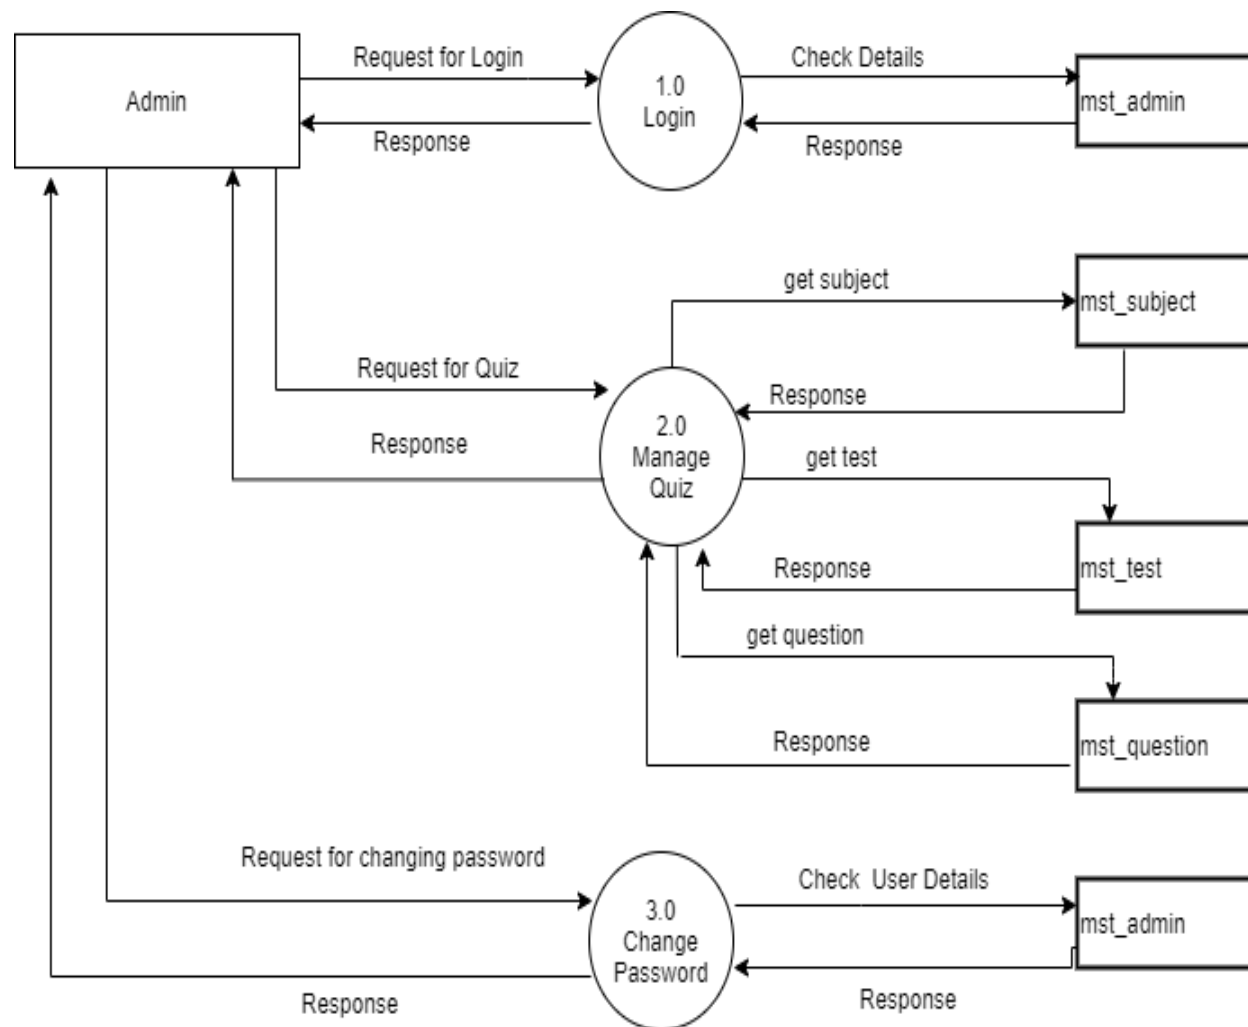 Request for Login
Check Details
Admin
1.0
Login
mst_admin
Response
Response
get subject
mst_subject
Request for Quiz
Response
2.0
Manage
Quiz
Response
get test
Response
mst_test
get question
Response
mst_question
Request for changing password
Check  User Details
3.0
Change
Password
mst_admin
Response
Response